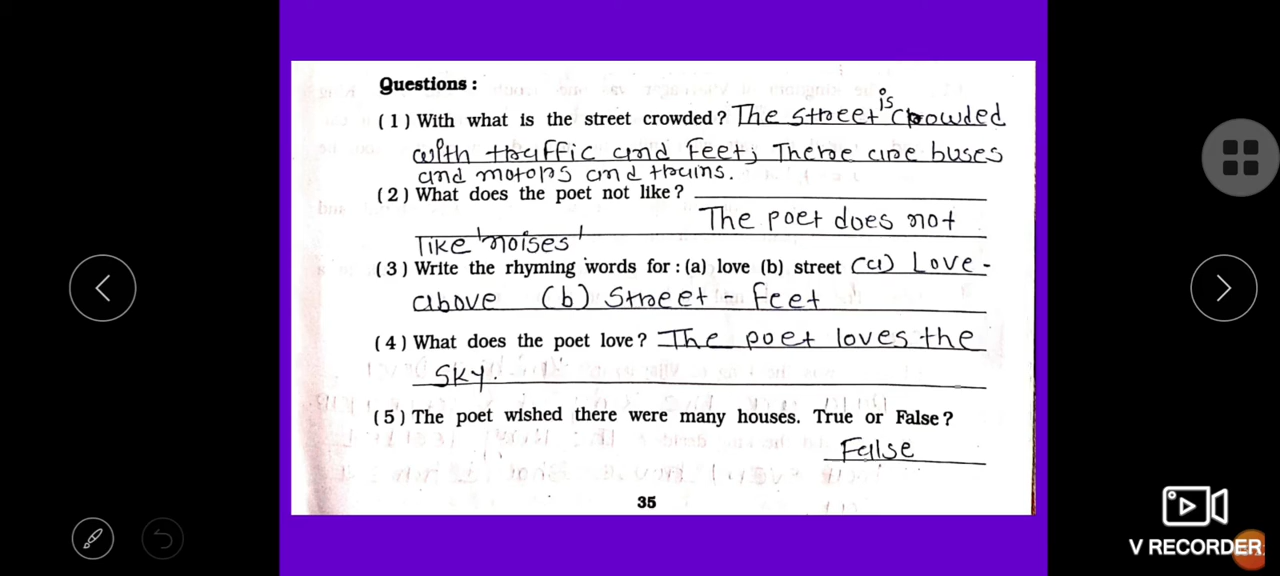 Questions :
(1) With what is the street crowded? The street is crowded
with traffic and feet, There are buses
and motors and trains.
(2) What does the poet not like?
The poet does not
like 'noises'
(3) Write the rhyming words for : (a) love (b) street (a) Love -
above (b) Street - feet
(4) What does the poet love? The poet loves the
sky.
(5) The poet wished there were many houses. True or False?
False
35
V RECORDER